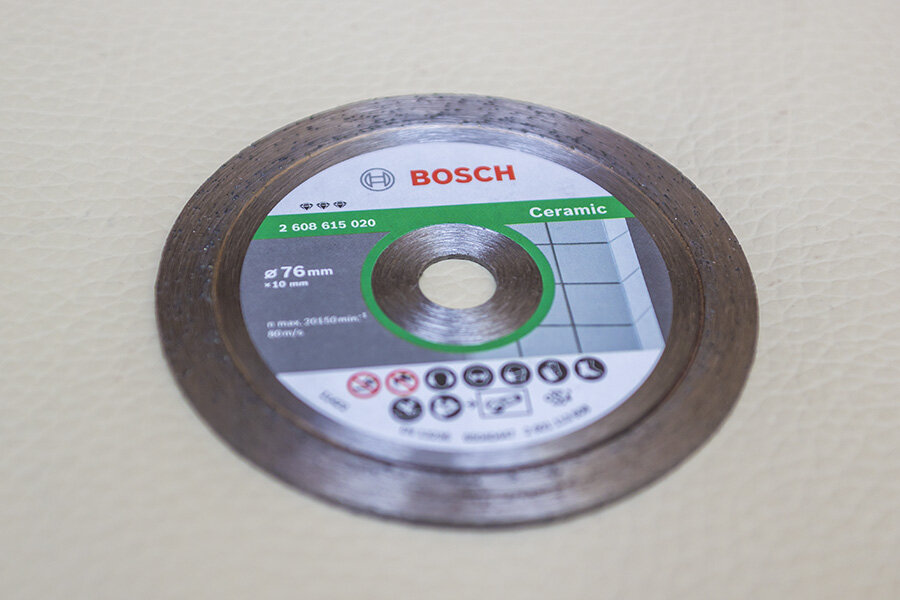 BOSCH
Ceramic
2 608 615 020
ø 76 mm
×10 mm
n max. 20150 min.⁻¹
80 m/s